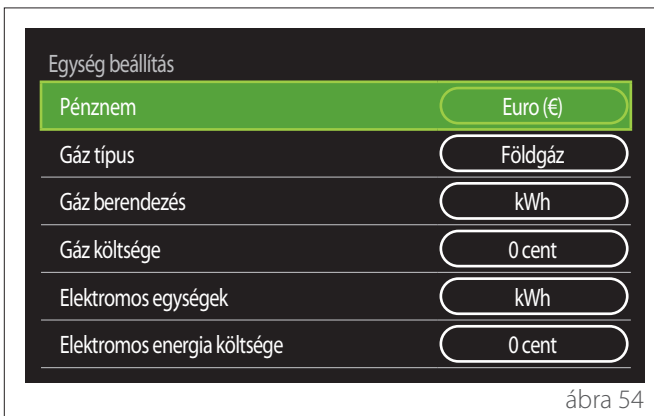 Egység beállítás
Pénznem Euro (€)
Gáz típus Földgáz
Gáz berendezés kWh
Gáz költsége 0 cent
Elektromos egységek kWh
Elektromos energia költsége 0 cent
ábra 54